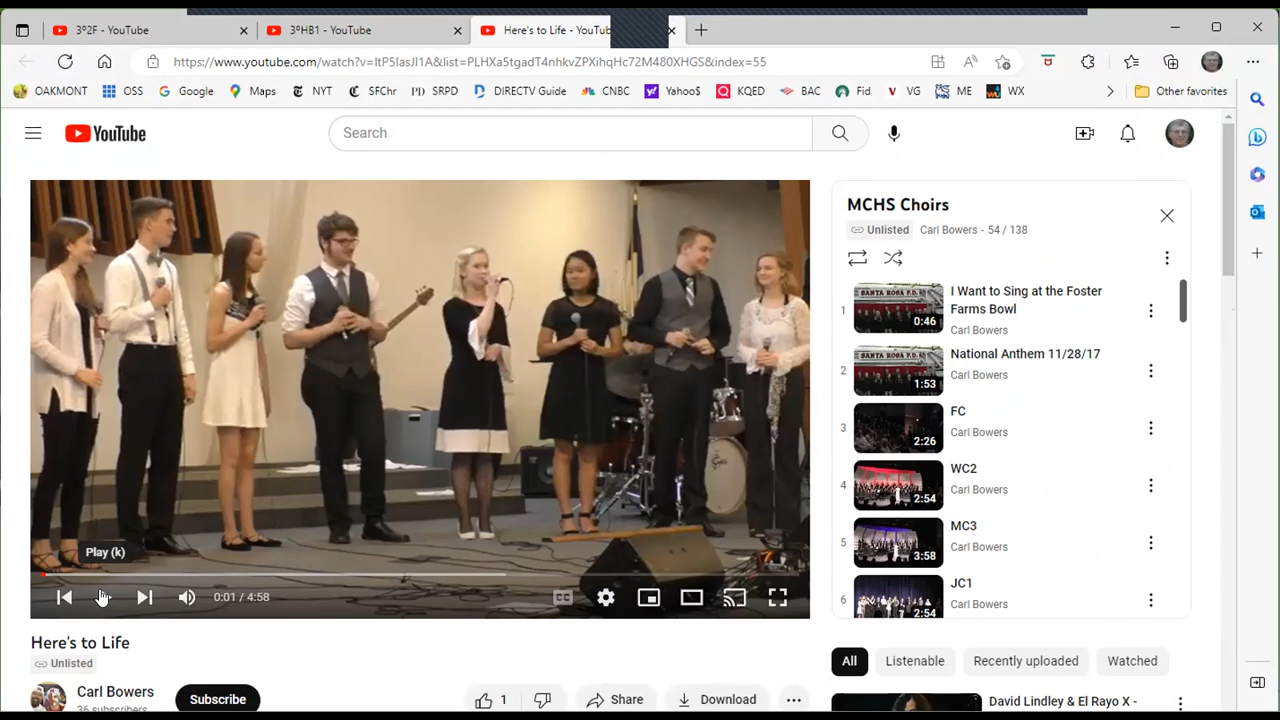 3º2F - YouTube
3ºHB1 - YouTube
Here's to Life - YouTub
https://www.youtube.com/watch?v=ItP5lasJI1A&list=PLHXa5tgadT4nhkvZPXihqHc72M480XHGS&index=55
OAKMONT
OSS
Google
Maps
NYT
SFChr
SRPD
DIRECTV Guide
CNBC
Yahoo$
KQED
BAC
Fid
VG
ME
WX
Other favorites
YouTube
Search
MCHS Choirs
Unlisted
Carl Bowers - 54 / 138
1
0:46
I Want to Sing at the Foster
Farms Bowl
Carl Bowers
2
1:53
National Anthem 11/28/17
Carl Bowers
3
2:26
FC
Carl Bowers
4
2:54
WC2
Carl Bowers
5
3:58
MC3
Carl Bowers
6
2:54
JC1
Carl Bowers
Play (k)
0:01 / 4:58
CC
Here's to Life
Unlisted
Carl Bowers
36 subscribers
Subscribe
1
Share
Download
All
Listenable
Recently uploaded
Watched
David Lindley & El Rayo X -